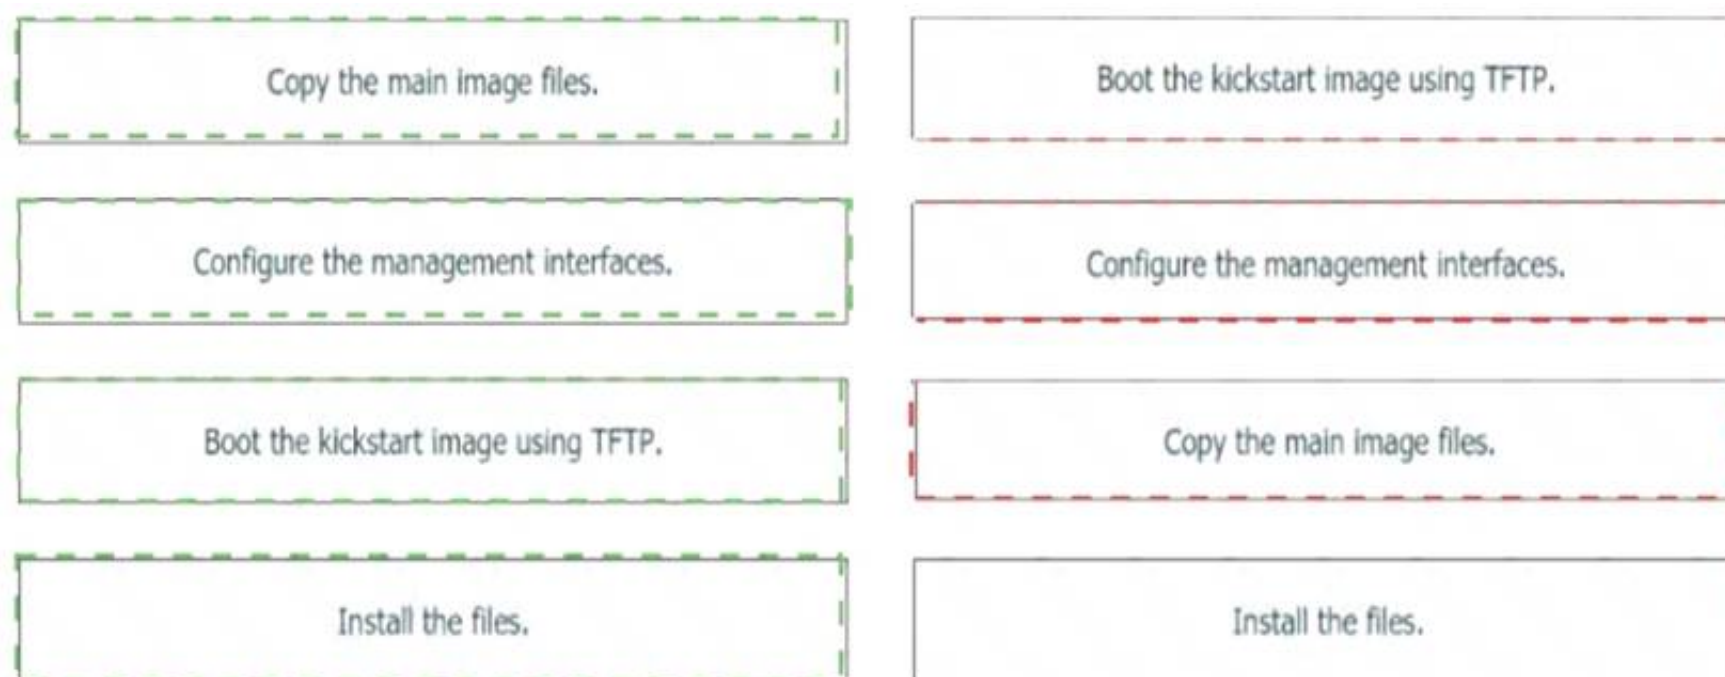 Copy the main image files.
Boot the kickstart image using TFTP.
Configure the management interfaces.
Configure the management interfaces.
Boot the kickstart image using TFTP.
Copy the main image files.
Install the files.
Install the files.